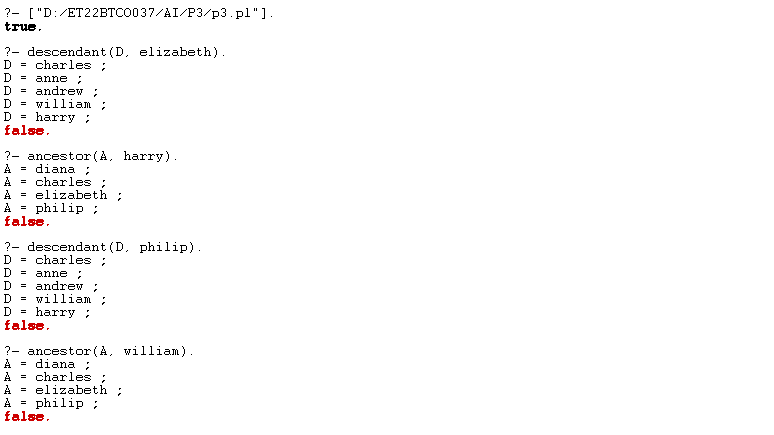 ?- ["D:/ET22BTCO037/AI/P3/p3.pl"].
true.
?- descendant(D, elizabeth).
D = charles ;
D = anne ;
D = andrew ;
D = william ;
D = harry ;
false.
?- ancestor(A, harry).
A = diana ;
A = charles ;
A = elizabeth ;
A = philip ;
false.
?- descendant(D, philip).
D = charles ;
D = anne ;
D = andrew ;
D = william ;
D = harry ;
false.
?- ancestor(A, william).
A = diana ;
A = charles ;
A = elizabeth ;
A = philip ;
false.